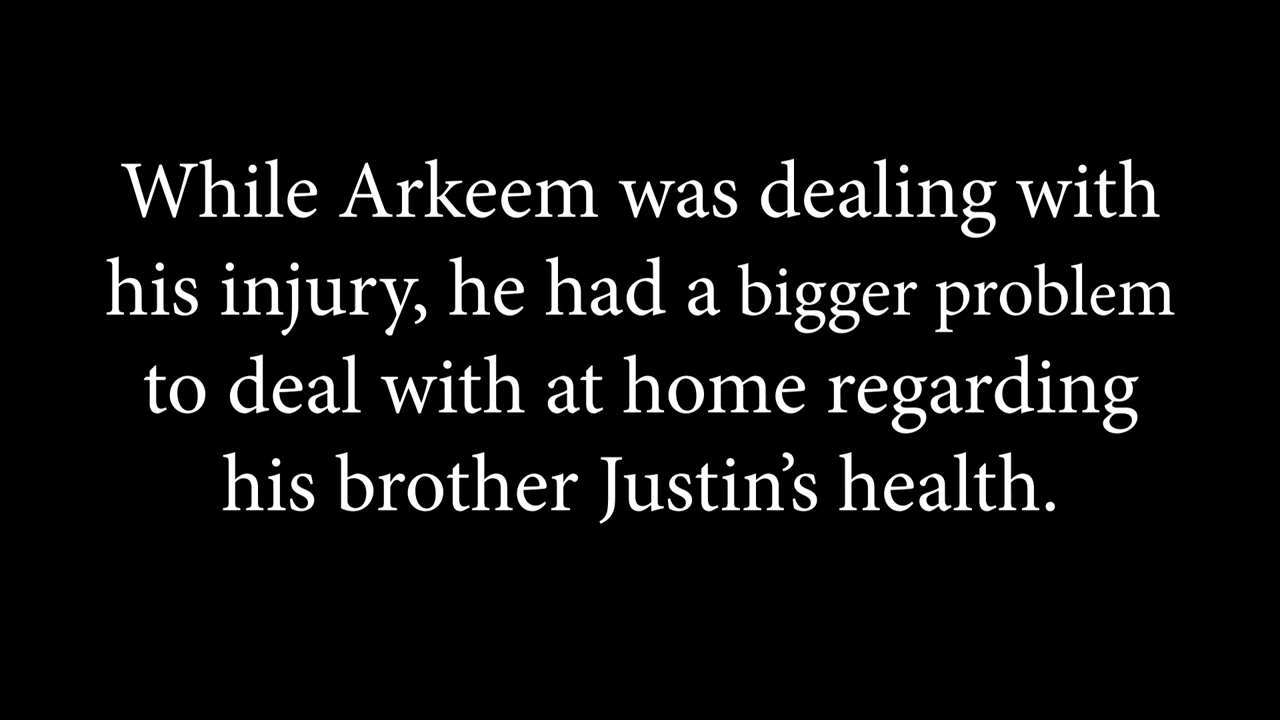 While Arkeem was dealing with
his injury, he had a bigger problem
to deal with at home regarding
his brother Justin’s health.